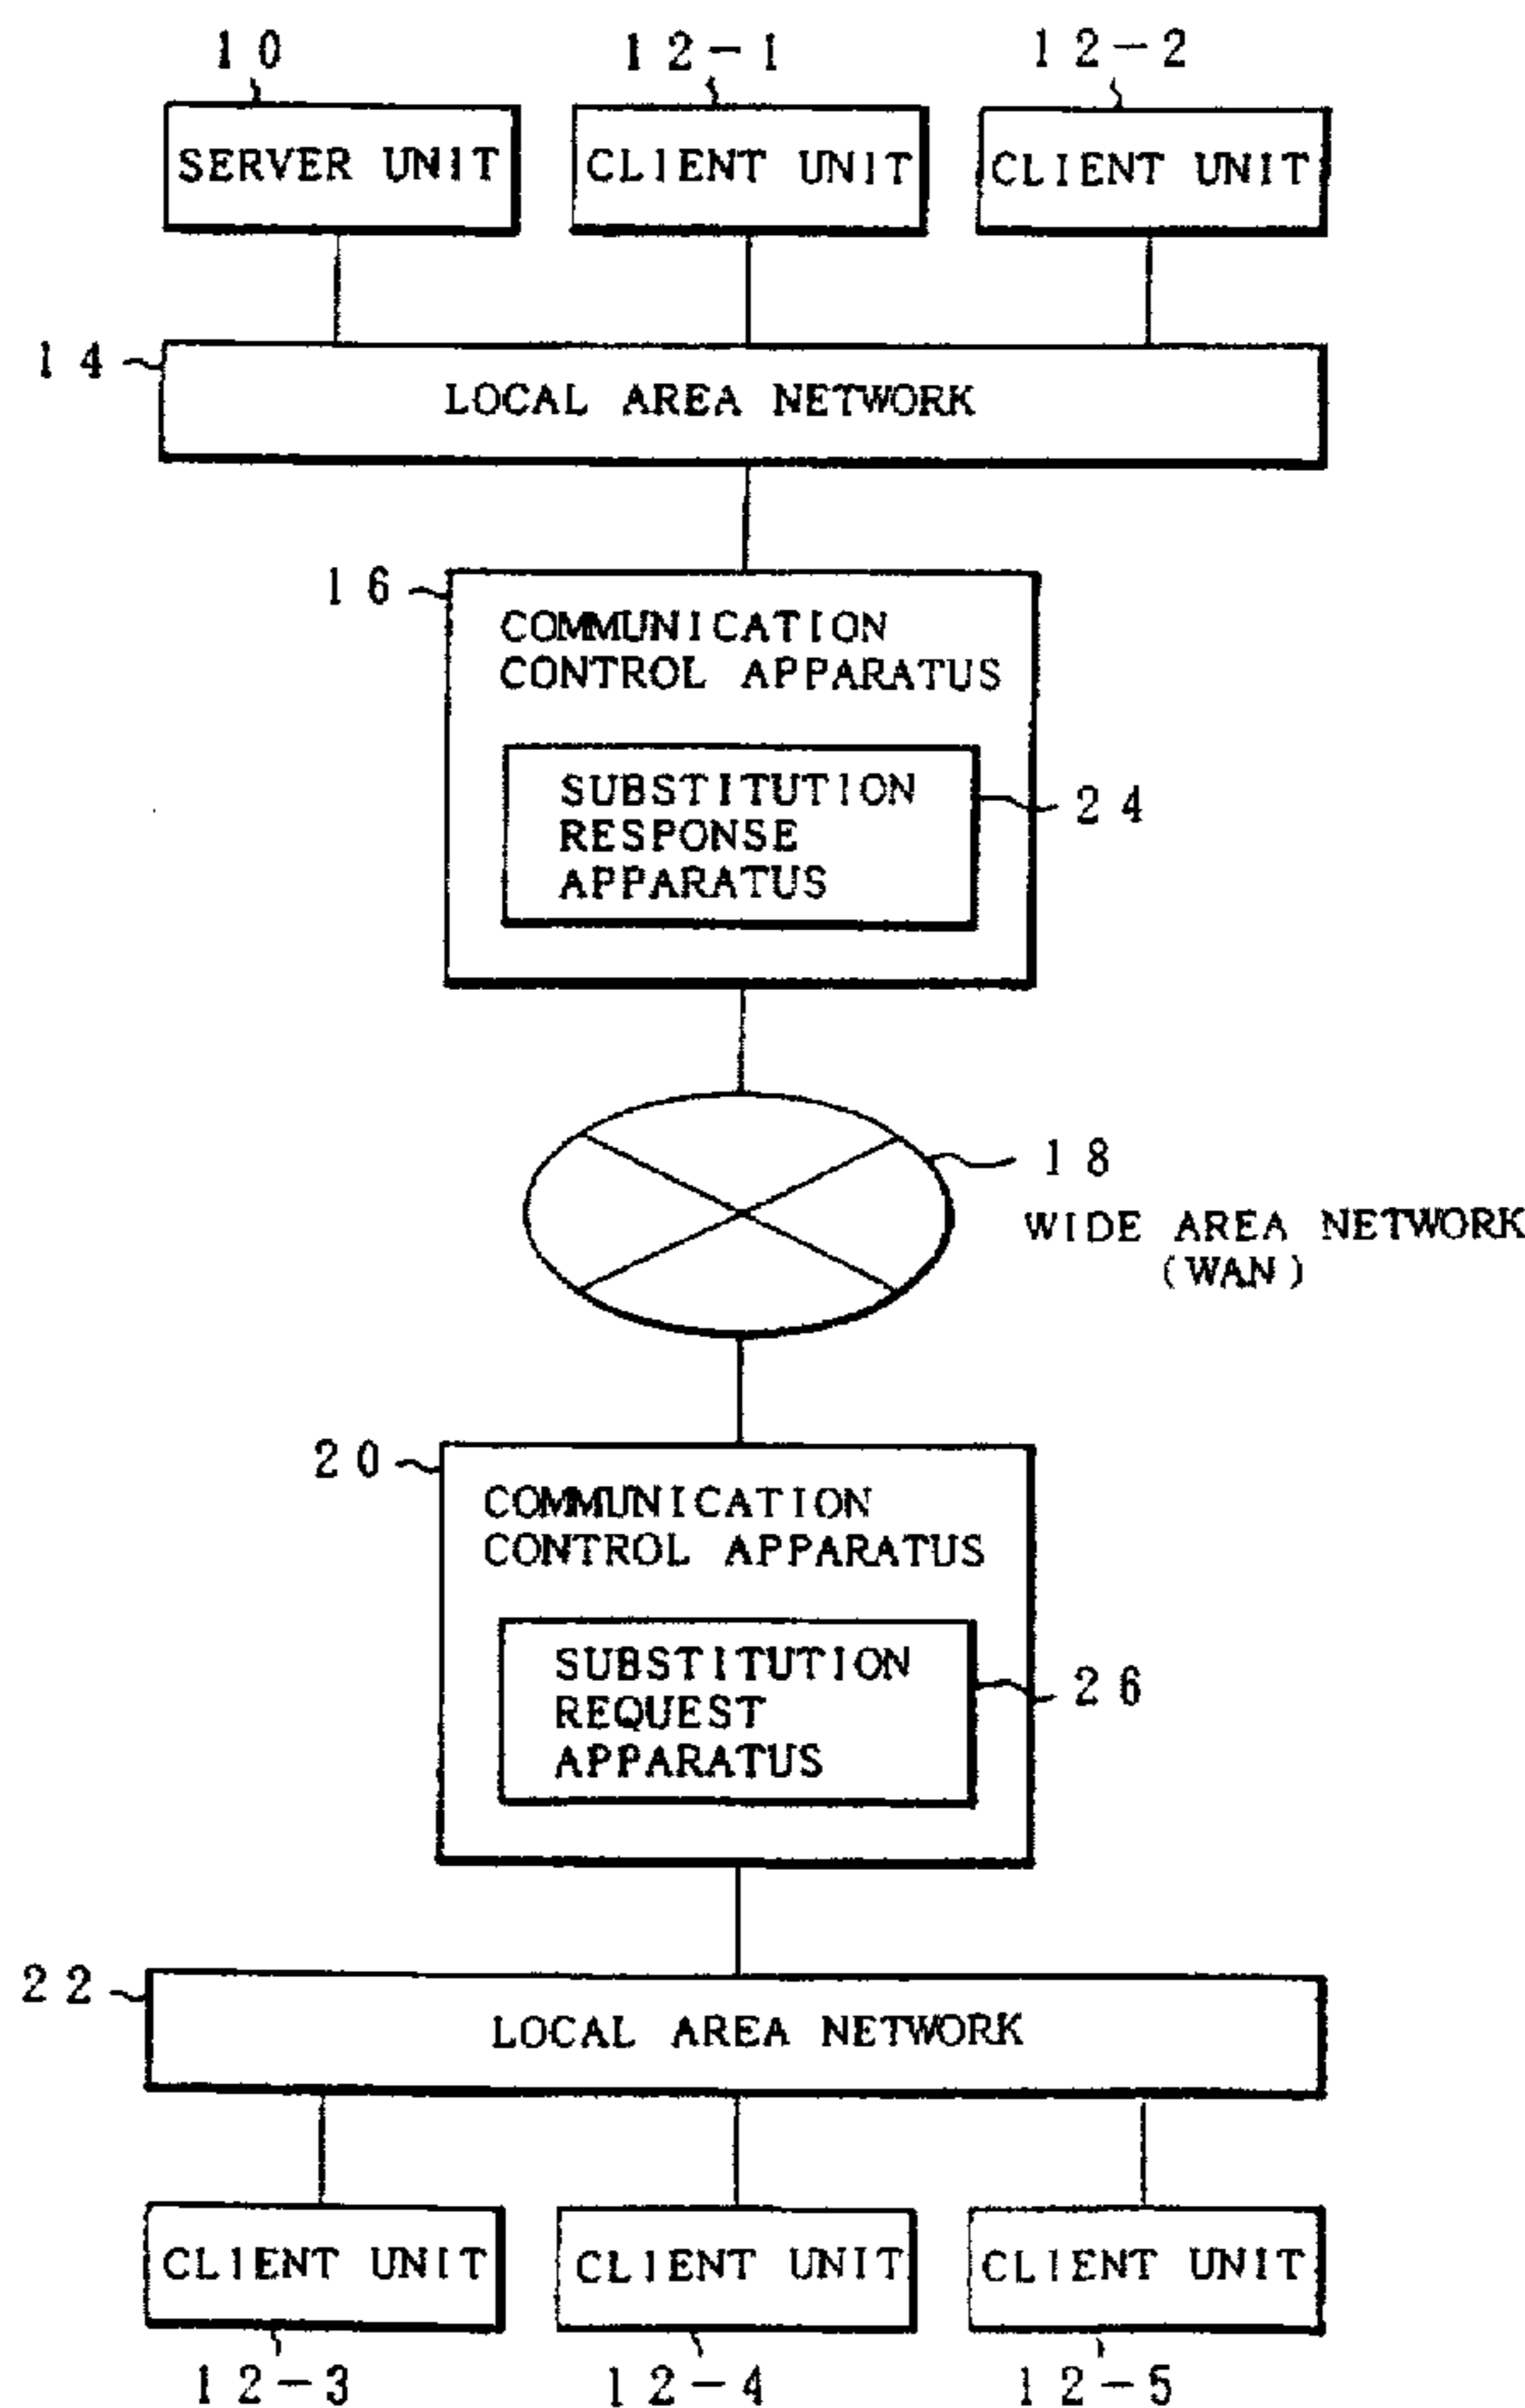 10
12-1
12-2
SERVER UNIT
CLIENT UNIT
CLIENT UNIT
14
LOCAL AREA NETWORK
16
COMMUNICATION
CONTROL APPARATUS
SUBSTITUTION
RESPONSE
APPARATUS
24
18
WIDE AREA NETWORK
(WAN)
20
COMMUNICATION
CONTROL APPARATUS
SUBSTITUTION
REQUEST
APPARATUS
26
22
LOCAL AREA NETWORK
CLIENT UNIT
CLIENT UNIT
CLIENT UNIT
12-3
12-4
12-5